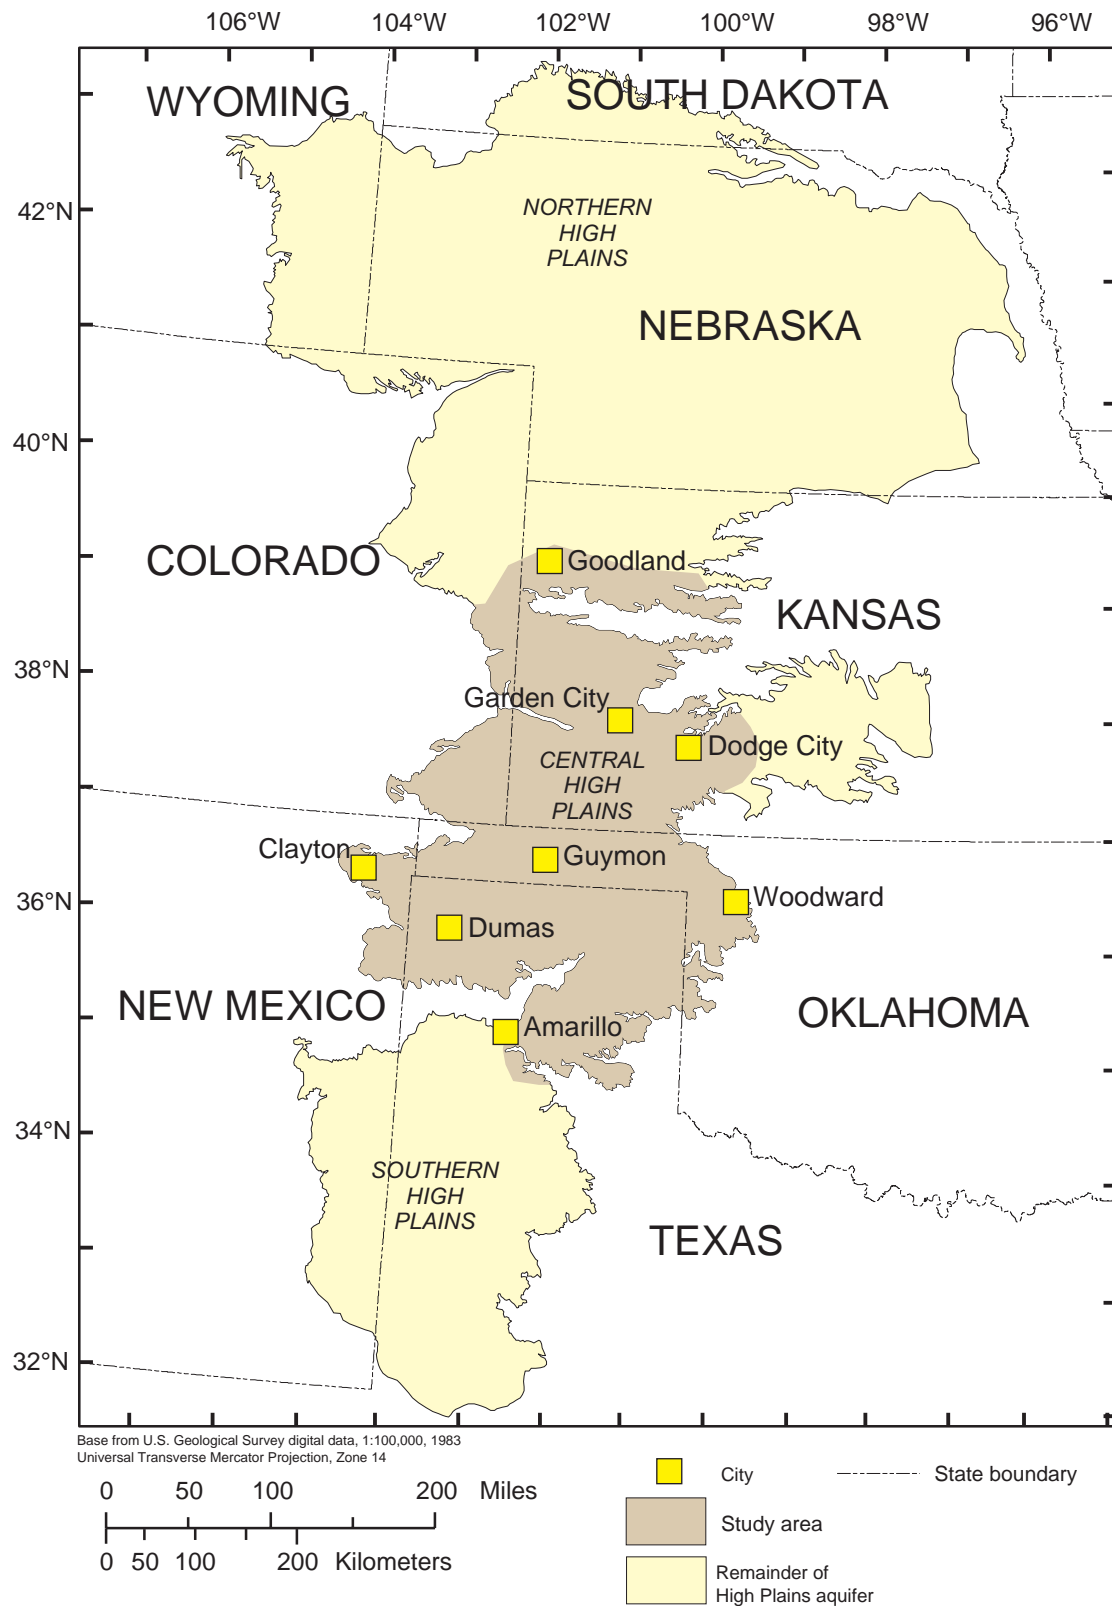 106°W 104°W 102°W 100°W 98°W 96°W
WYOMING
SOUTH DAKOTA
42°N
NORTHERN
HIGH
PLAINS
NEBRASKA
40°N
COLORADO
Goodland
KANSAS
38°N
Garden City
Dodge City
CENTRAL
HIGH
PLAINS
Clayton
Guymon
36°N
Woodward
Dumas
NEW MEXICO
OKLAHOMA
Amarillo
34°N
SOUTHERN
HIGH
PLAINS
TEXAS
32°N
Base from U.S. Geological Survey digital data, 1:100,000, 1983
Universal Transverse Mercator Projection, Zone 14
0 50 100 200 Miles
0 50 100 200 Kilometers
City
State boundary
Study area
Remainder of
High Plains aquifer